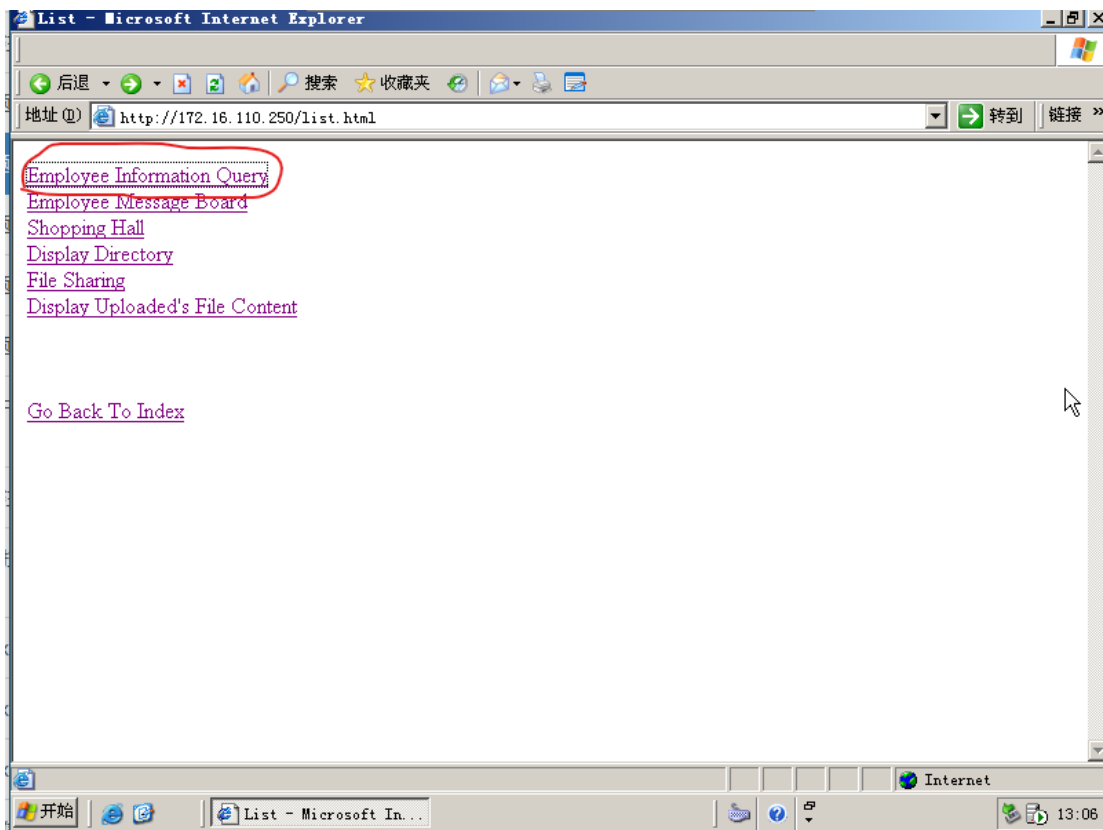 List - Microsoft Internet Explorer
后退 搜索 收藏夹
地址(D) http://172.16.110.250/list.html 转到 链接 »
Employee Information Query
Employee Message Board
Shopping Hall
Display Directory
File Sharing
Display Uploaded's File Content
Go Back To Index
Internet
开始 List - Microsoft In... 13:06